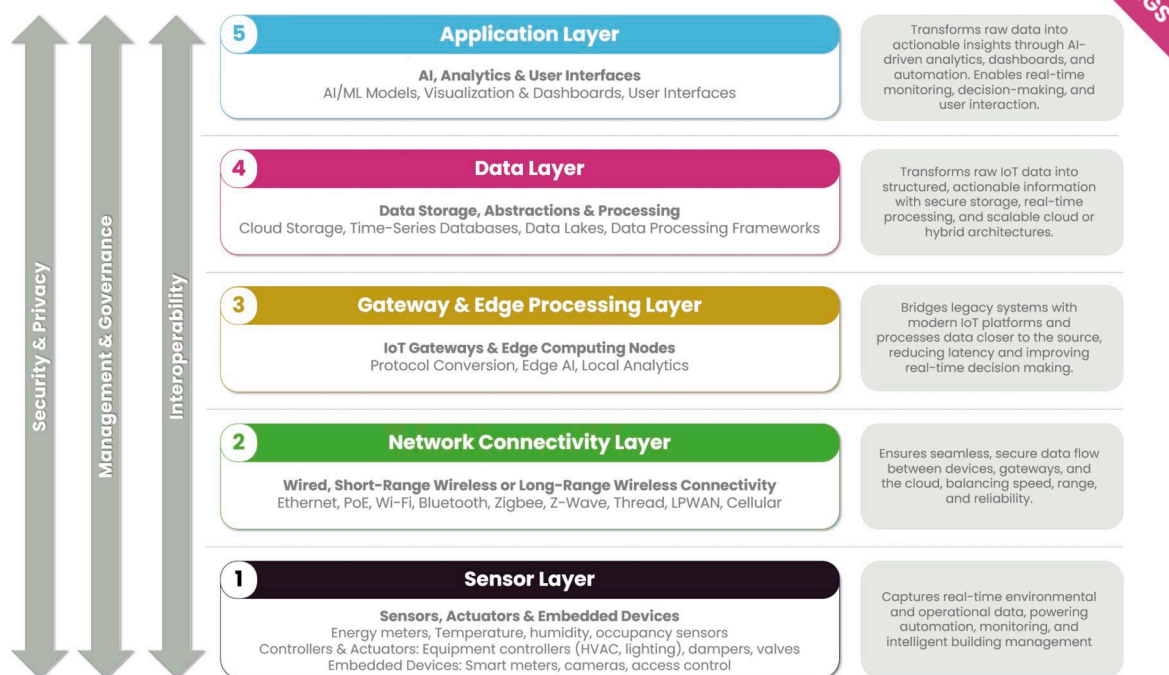 5
Application Layer
AI, Analytics & User Interfaces
AI/ML Models, Visualization & Dashboards, User Interfaces
Transforms raw data into
actionable insights through AI-
driven analytics, dashboards, and
automation. Enables real-time
monitoring, decision-making, and
user interaction.
4
Data Layer
Data Storage, Abstractions & Processing
Cloud Storage, Time-Series Databases, Data Lakes, Data Processing Frameworks
Transforms raw IoT data into
structured, actionable information
with secure storage, real-time
processing, and scalable cloud or
hybrid architectures.
3
Gateway & Edge Processing Layer
IoT Gateways & Edge Computing Nodes
Protocol Conversion, Edge AI, Local Analytics
Bridges legacy systems with
modern IoT platforms and
processes data closer to the source,
reducing latency and improving
real-time decision making.
2
Network Connectivity Layer
Wired, Short-Range Wireless or Long-Range Wireless Connectivity
Ethernet, PoE, Wi-Fi, Bluetooth, Zigbee, Z-Wave, Thread, LPWAN, Cellular
Ensures seamless, secure data flow
between devices, gateways, and
the cloud, balancing speed, range,
and reliability.
1
Sensor Layer
Sensors, Actuators & Embedded Devices
Energy meters, Temperature, humidity, occupancy sensors
Controllers & Actuators: Equipment controllers (HVAC, lighting), dampers, valves
Embedded Devices: Smart meters, cameras, access control
Captures real-time environmental
and operational data, powering
automation, monitoring, and
intelligent building management
Security & Privacy
Management & Governance
Interoperability